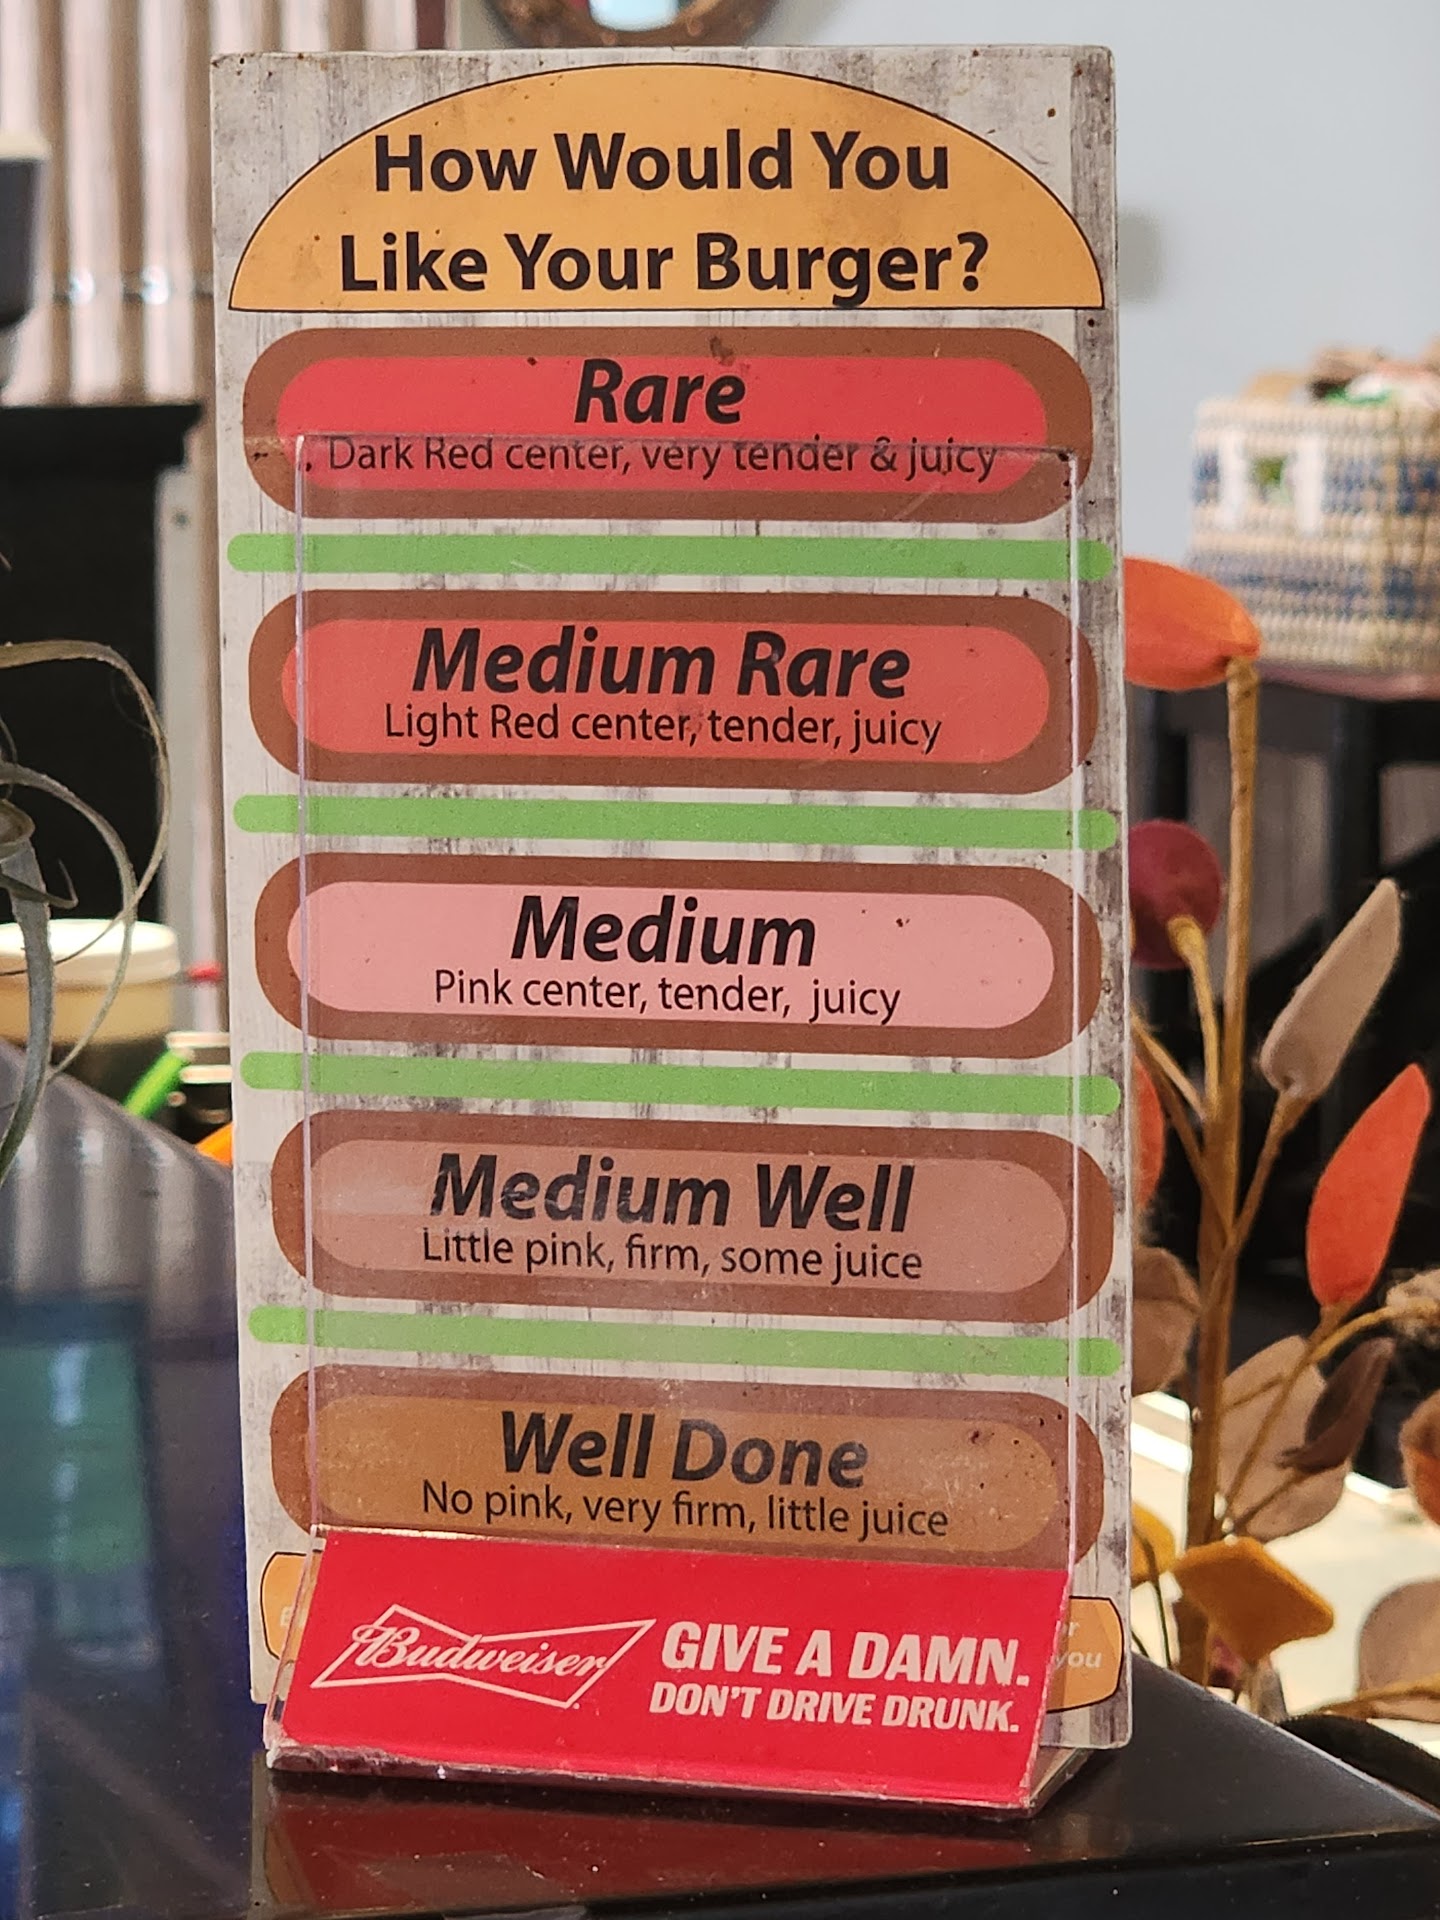 How Would You
Like Your Burger?
Rare
Dark Red center, very tender & juicy
Medium Rare
Light Red center, tender, juicy
Medium
Pink center, tender, juicy
Medium Well
Little pink, firm, some juice
Well Done
No pink, very firm, little juice
Budweiser
GIVE A DAMN.
DON'T DRIVE DRUNK.
you